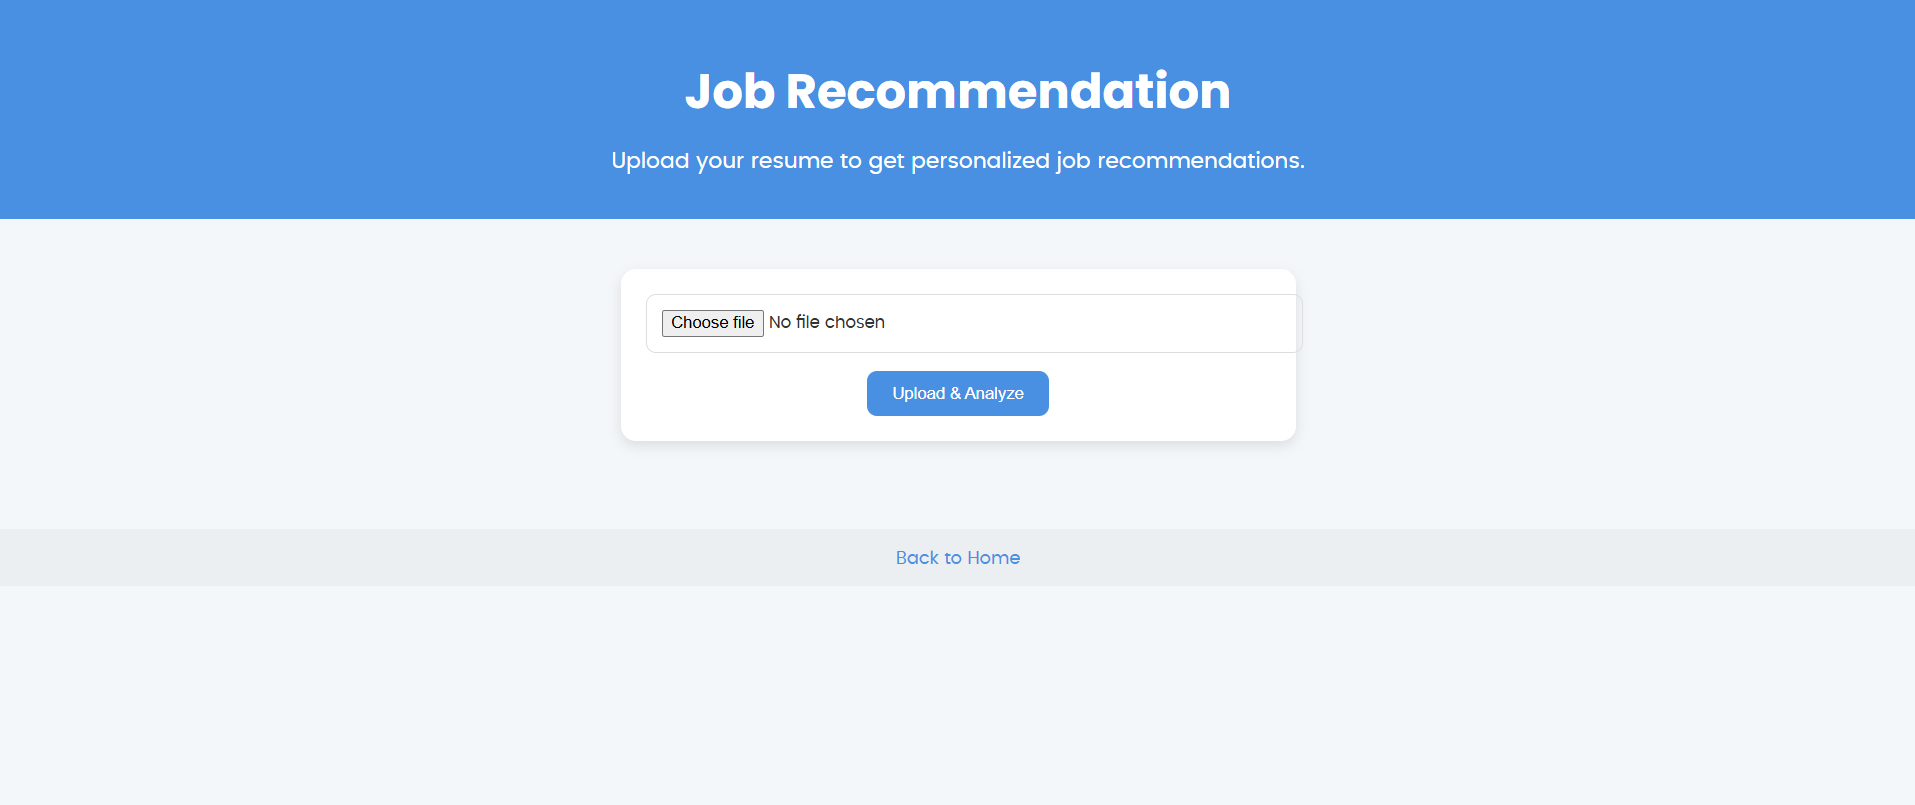 Job Recommendation
Upload your resume to get personalized job recommendations.
Choose file No file chosen
Upload & Analyze
Back to Home